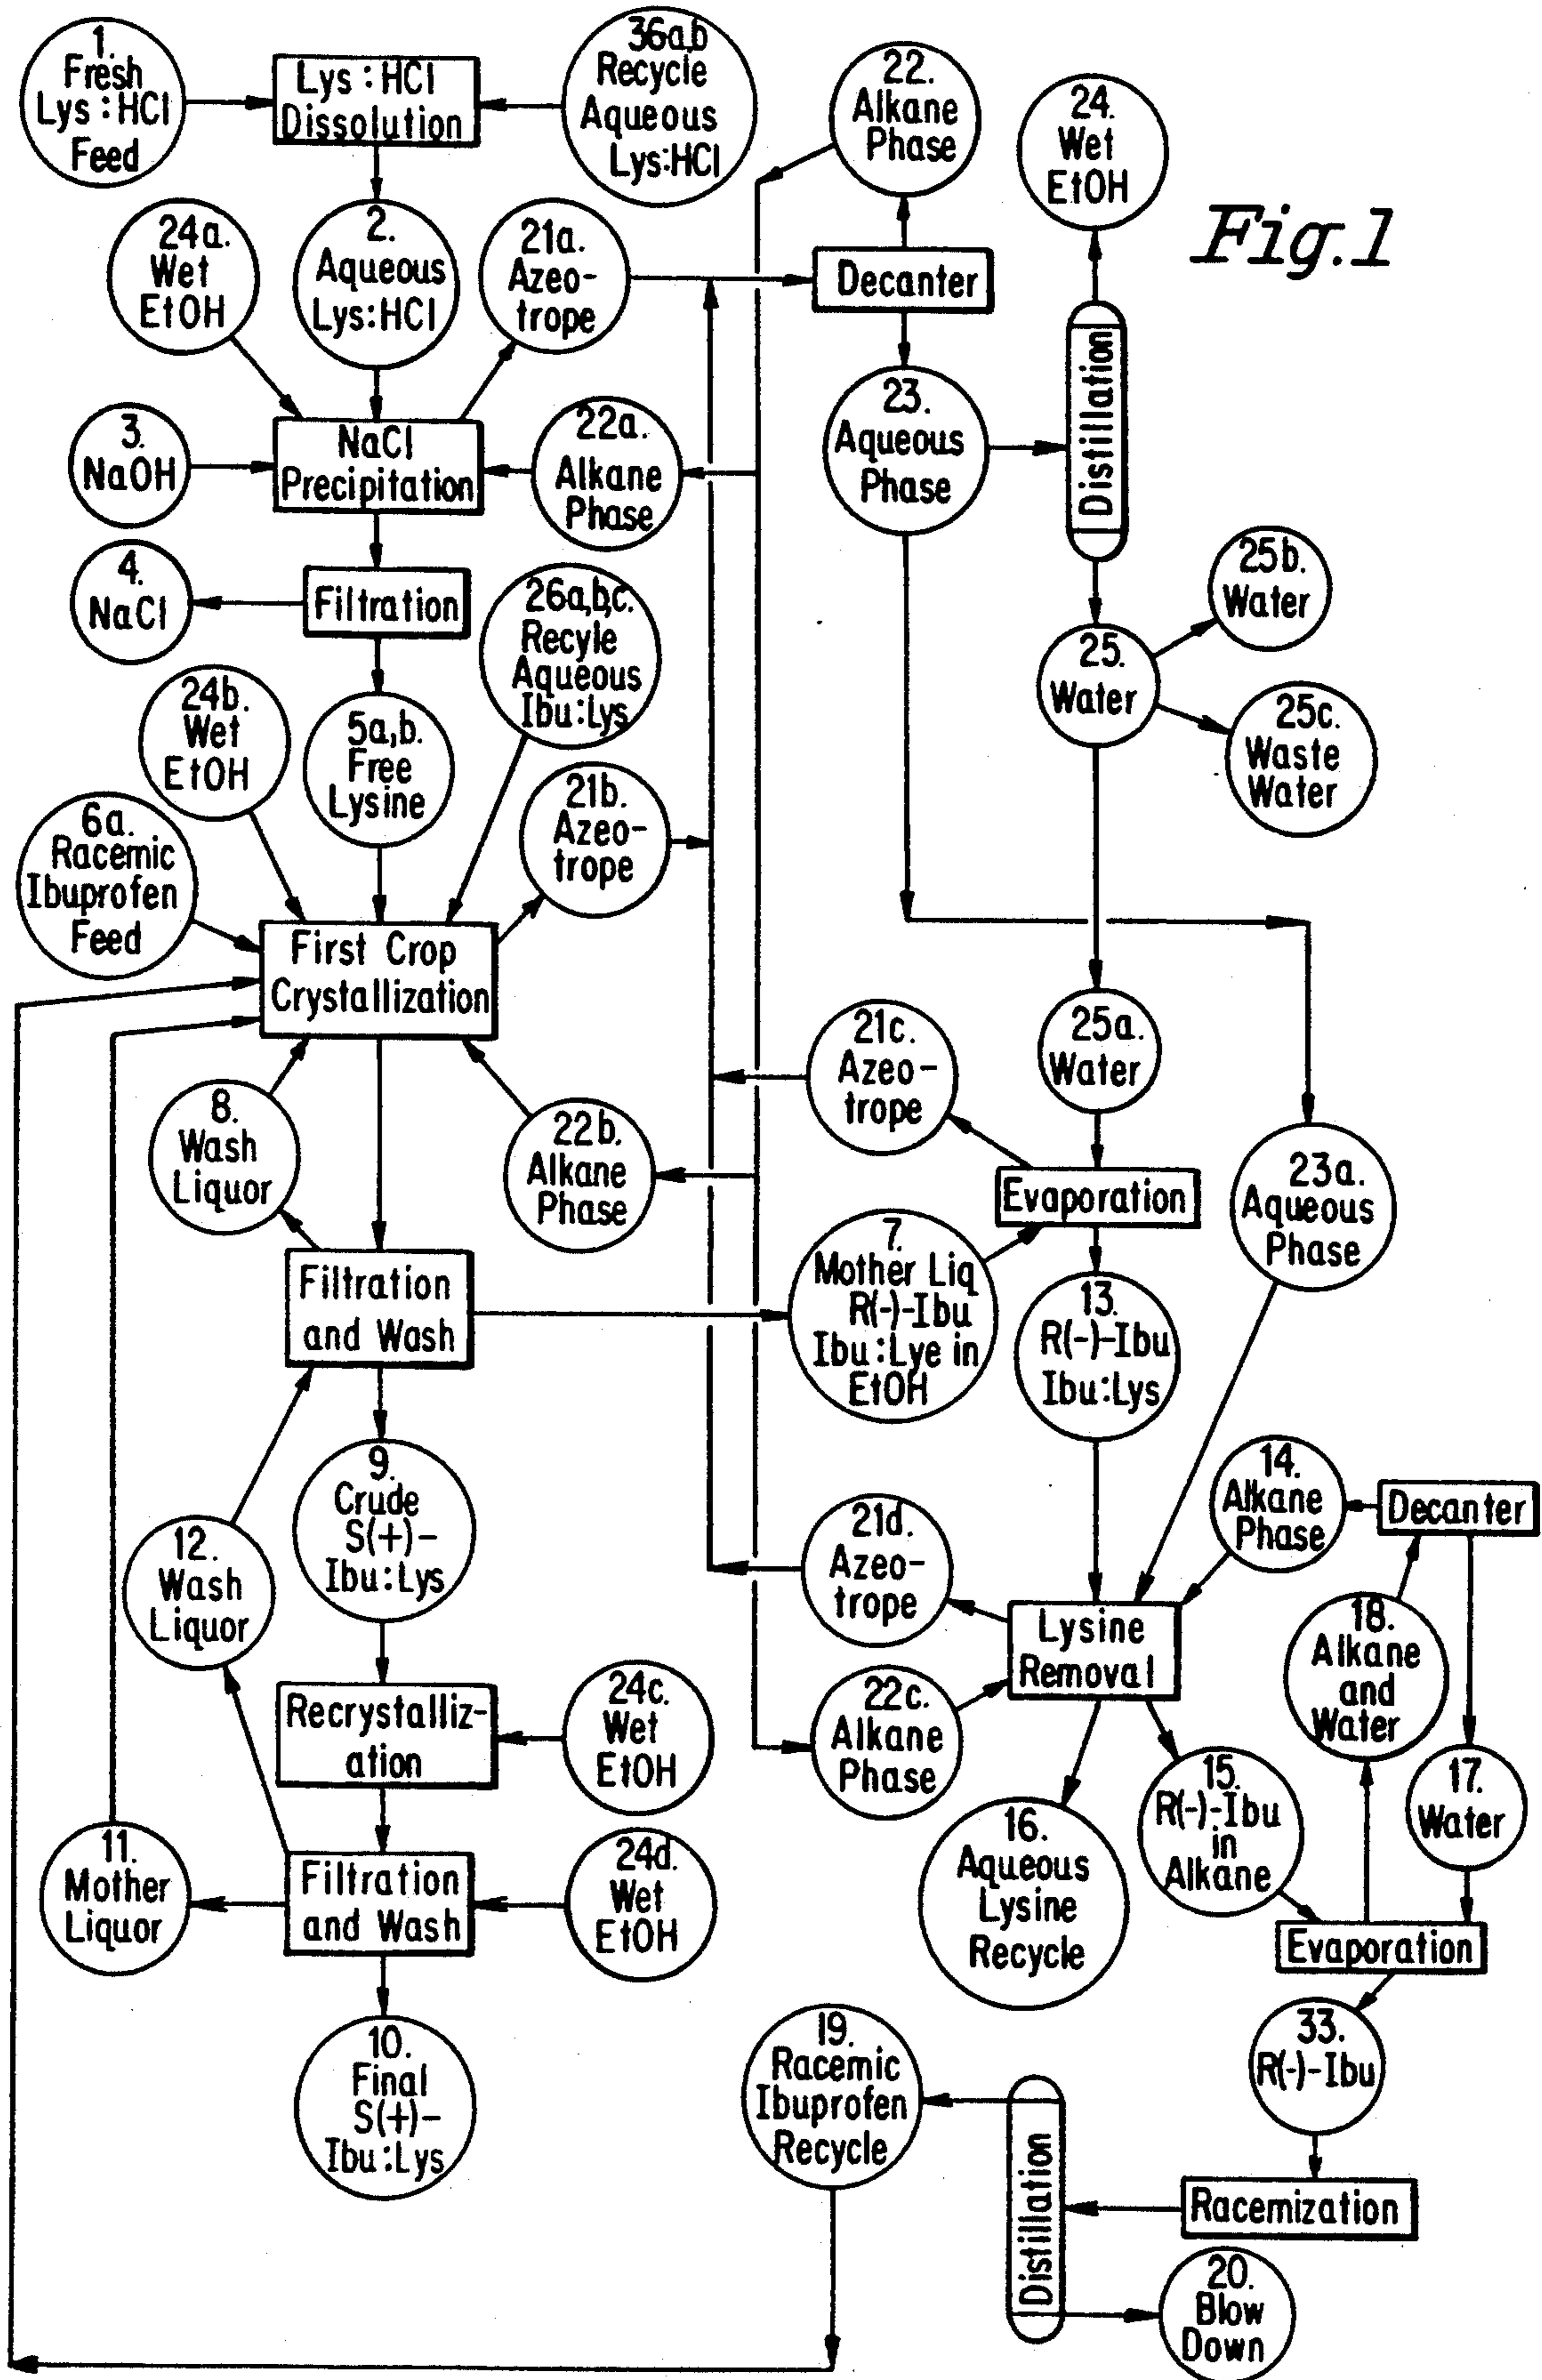 1.
Fresh
Lys:HCl
Feed
Lys:HCl
Dissolution
36a,b
Recycle
Aqueous
Lys:HCl
22.
Alkane
Phase
24.
Wet
EtOH
Fig.1
24a.
Wet
EtOH
2.
Aqueous
Lys:HCl
21a.
Azeo-
trope
Decanter
3.
NaOH
NaCl
Precipitation
22a.
Alkane
Phase
23.
Aqueous
Phase
Distillation
4.
NaCl
Filtration
26a,b,c.
Recyle
Aqueous
Ibu:Lys
25b.
Water
25.
Water
25c.
Waste
Water
24b.
Wet
EtOH
5a,b.
Free
Lysine
21b.
Azeo-
trope
6a.
Racemic
Ibuprofen
Feed
First Crop
Crystallization
21c.
Azeo-
trope
25a.
Water
8.
Wash
Liquor
22b.
Alkane
Phase
Evaporation
23a.
Aqueous
Phase
Filtration
and Wash
7.
Mother Liq
R(-)-Ibu
Ibu:Lye in
EtOH
13.
R(-)-Ibu
Ibu:Lys
9.
Crude
S(+)-
Ibu:Lys
12.
Wash
Liquor
21d.
Azeo-
trope
14.
Alkane
Phase
Decanter
Lysine
Removal
18.
Alkane
and
Water
Recrystalliz-
ation
24c.
Wet
EtOH
22c.
Alkane
Phase
15.
R(-)-Ibu
in
Alkane
17.
Water
11.
Mother
Liquor
Filtration
and Wash
24d.
Wet
EtOH
16.
Aqueous
Lysine
Recycle
Evaporation
10.
Final
S(+)-
Ibu:Lys
19.
Racemic
Ibuprofen
Recycle
33.
R(-)-Ibu
Distillation
Racemization
20.
Blow
Down